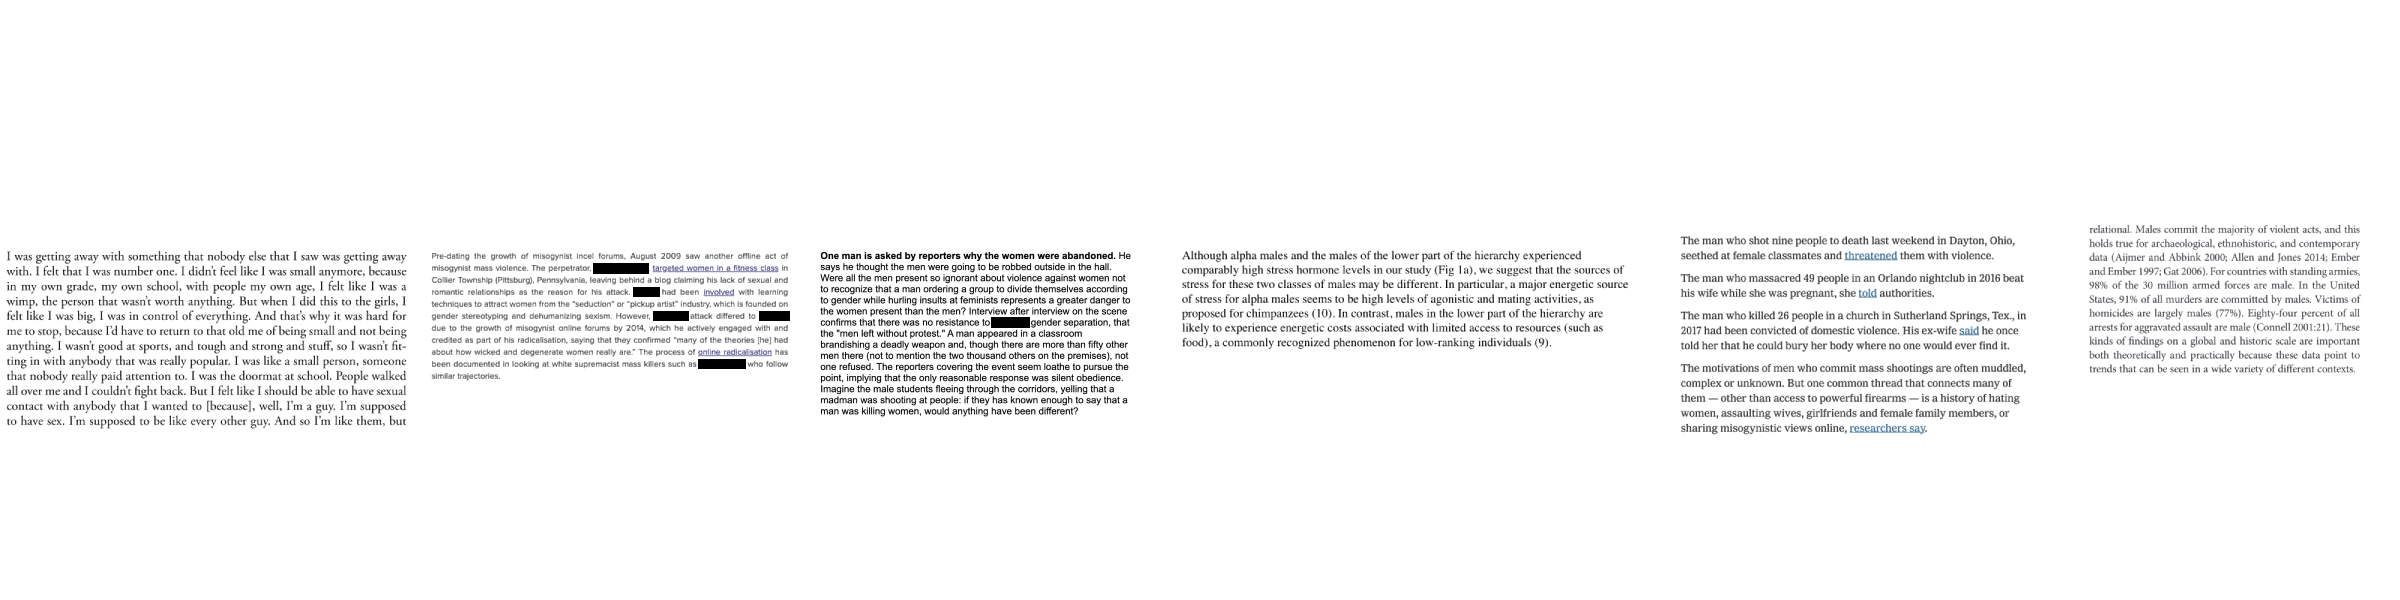 I was getting away with something that nobody else that I saw was getting away
with. I felt that I was number one. I didn't feel like I was small anymore, because
in my own grade, my own school, with people my own age, I felt like I was a
wimp, the person that wasn't worth anything. But when I did this to the girls, I
felt like I was big, I was in control of everything. And that's why it was hard for
me to stop, because I'd have to return to that old me of being small and not being
anything. I wasn't good at sports, and tough and strong and stuff, so I wasn't fit-
ting in with anybody that was really popular. I was like a small person, someone
that nobody really paid attention to. I was the doormat at school. People walked
all over me and I couldn't fight back. But I felt like I should be able to have sexual
contact with anybody that I wanted to [because], well, I'm a guy. I'm supposed
to have sex. I'm supposed to be like every other guy. And so I'm like them, but
Pre-dating the growth of misogynist incel forums, August 2009 saw another offline act of
misogynist mass violence. The perpetrator, targeted women in a fitness class in
Collier Township (Pittsburg), Pennsylvania, leaving behind a blog claiming his lack of sexual and
romantic relationships as the reason for his attack. had been involved with learning
techniques to attract women from the "seduction" or "pickup artist" industry, which is founded on
gender stereotyping and dehumanizing sexism. However, attack differed to
due to the growth of misogynist online forums by 2014, which he actively engaged with and
credited as part of his radicalisation, saying that they confirmed "many of the theories [he] had
about how wicked and degenerate women really are." The process of online radicalisation has
been documented in looking at white supremacist mass killers such as who follow
similar trajectories.
One man is asked by reporters why the women were abandoned. He
says he thought the men were going to be robbed outside in the hall.
Were all the men present so ignorant about violence against women not
to recognize that a man ordering a group to divide themselves according
to gender while hurling insults at feminists represents a greater danger to
the women present than the men? Interview after interview on the scene
confirms that there was no resistance to gender separation, that
the "men left without protest." A man appeared in a classroom
brandishing a deadly weapon and, though there are more than fifty other
men there (not to mention the two thousand others on the premises), not
one refused. The reporters covering the event seem loathe to pursue the
point, implying that the only reasonable response was silent obedience.
Imagine the male students fleeing through the corridors, yelling that a
madman was shooting at people: if they has known enough to say that a
man was killing women, would anything have been different?
Although alpha males and the males of the lower part of the hierarchy experienced
comparably high stress hormone levels in our study (Fig 1a), we suggest that the sources of
stress for these two classes of males may be different. In particular, a major energetic source
of stress for alpha males seems to be high levels of agonistic and mating activities, as
proposed for chimpanzees (10). In contrast, males in the lower part of the hierarchy are
likely to experience energetic costs associated with limited access to resources (such as
food), a commonly recognized phenomenon for low-ranking individuals (9).
The man who shot nine people to death last weekend in Dayton, Ohio,
seethed at female classmates and threatened them with violence.
The man who massacred 49 people in an Orlando nightclub in 2016 beat
his wife while she was pregnant, she told authorities.
The man who killed 26 people in a church in Sutherland Springs, Tex., in
2017 had been convicted of domestic violence. His ex-wife said he once
told her that he could bury her body where no one would ever find it.
The motivations of men who commit mass shootings are often muddled,
complex or unknown. But one common thread that connects many of
them — other than access to powerful firearms — is a history of hating
women, assaulting wives, girlfriends and female family members, or
sharing misogynistic views online, researchers say.
relational. Males commit the majority of violent acts, and this
holds true for archaeological, ethnohistoric, and contemporary
data (Aijmer and Abbink 2000; Allen and Jones 2014; Ember
and Ember 1997; Gat 2006). For countries with standing armies,
98% of the 30 million armed forces are male. In the United
States, 91% of all murders are committed by males. Victims of
homicides are largely males (77%). Eighty-four percent of all
arrests for aggravated assault are male (Connell 2001:21). These
kinds of findings on a global and historic scale are important
both theoretically and practically because these data point to
trends that can be seen in a wide variety of different contexts.